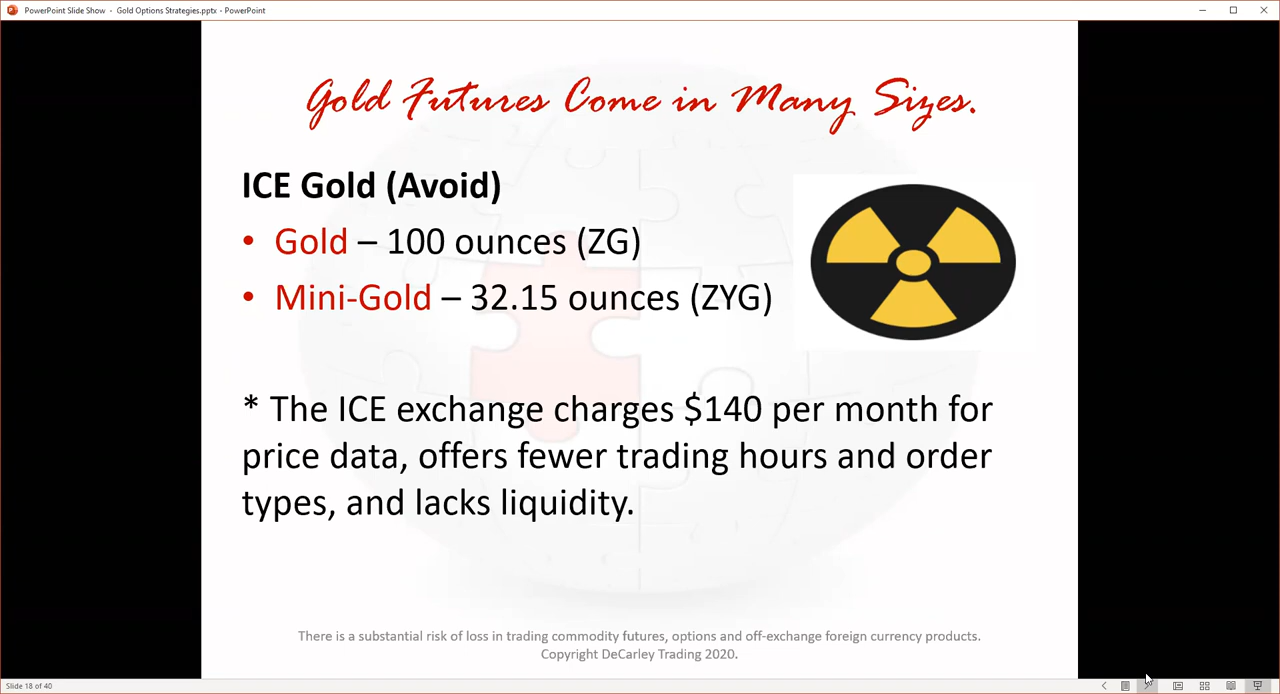 PowerPoint Slide Show - Gold Options Strategies.pptx - PowerPoint
Gold Futures Come in Many Sizes.
ICE Gold (Avoid)
• Gold – 100 ounces (ZG)
• Mini-Gold – 32.15 ounces (ZYG)
* The ICE exchange charges $140 per month for
price data, offers fewer trading hours and order
types, and lacks liquidity.
There is a substantial risk of loss in trading commodity futures, options and off-exchange foreign currency products.
Copyright DeCarley Trading 2020.
Slide 18 of 40